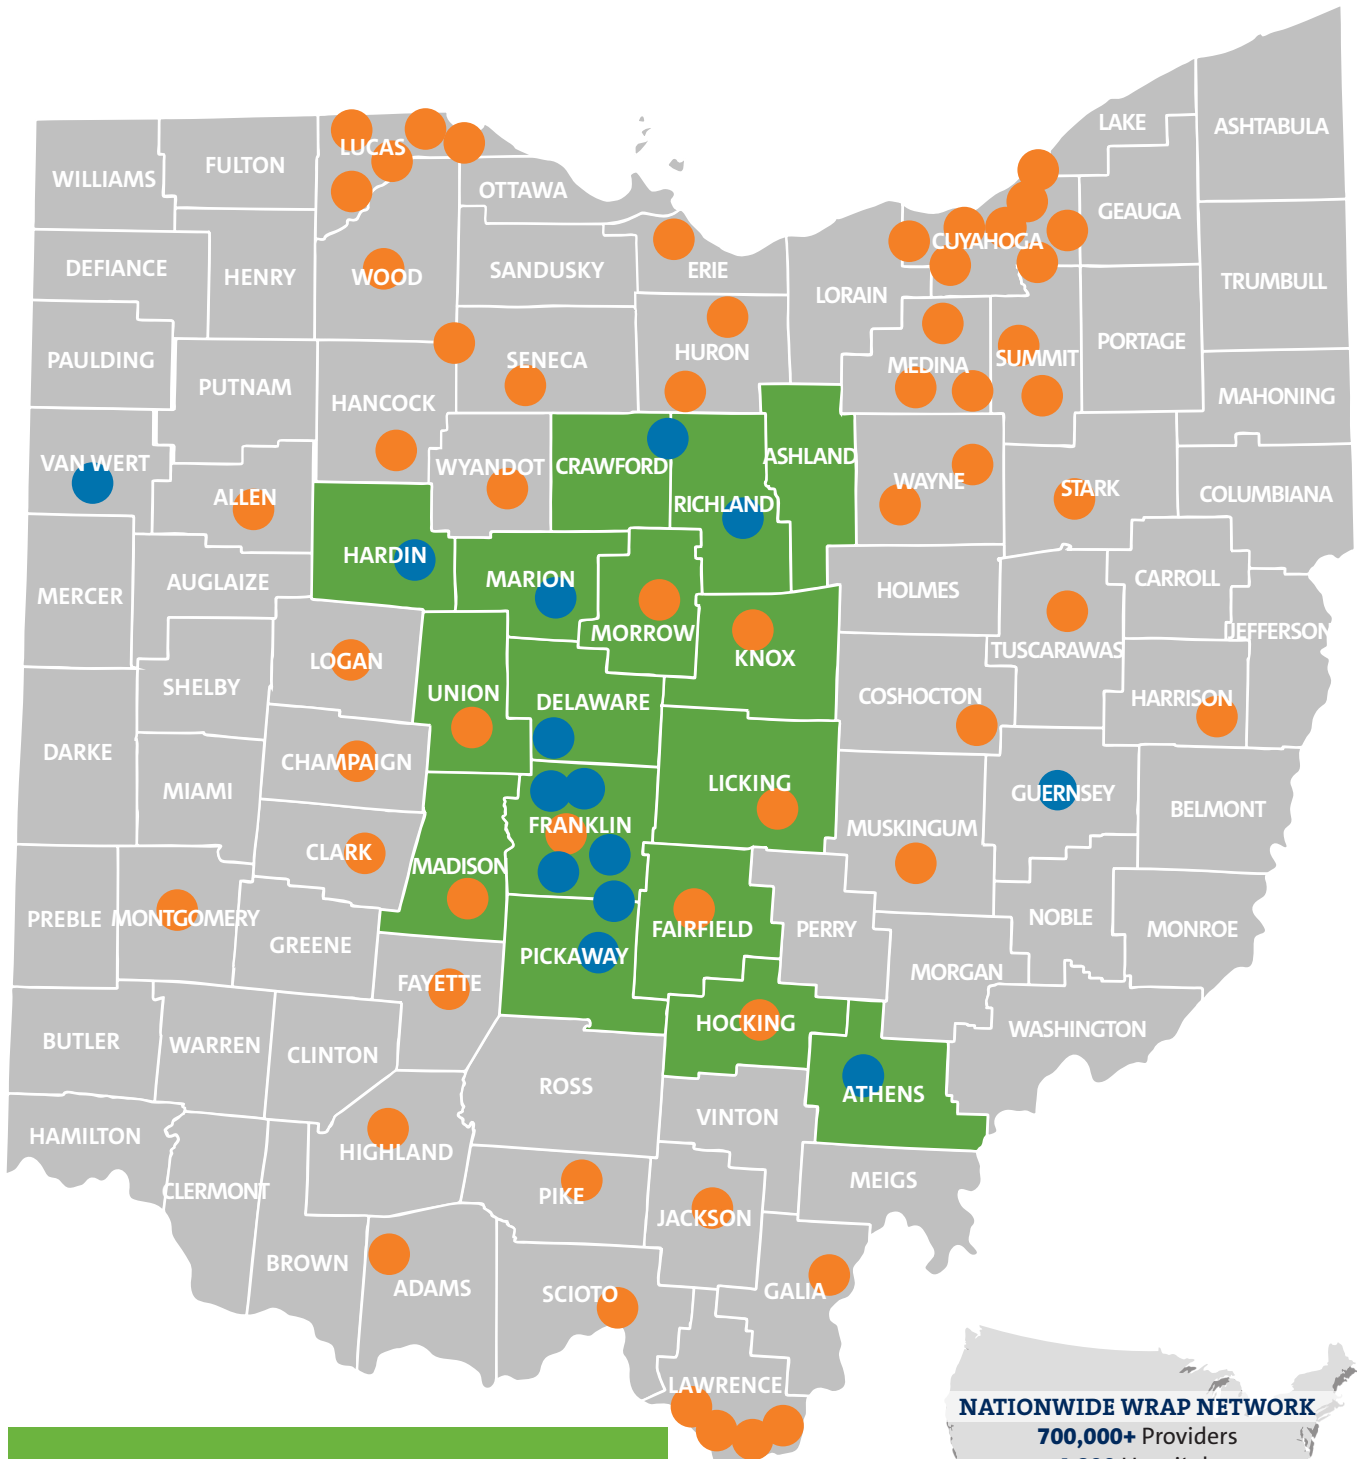 LAKE
ASHTABULA
LUCAS
FULTON
WILLIAMS
OTTAWA
GEAUGA
CUYAHOGA
DEFIANCE
HENRY
WOOD
SANDUSKY
ERIE
LORAIN
TRUMBULL
PAULDING
SENECA
HURON
MEDINA
SUMMIT
PORTAGE
PUTNAM
HANCOCK
MAHONING
VAN WERT
WYANDOT
CRAWFORD
ASHLAND
ALLEN
RICHLAND
WAYNE
STARK
COLUMBIANA
HARDIN
MERCER
AUGLAIZE
MARION
HOLMES
CARROLL
MORROW
KNOX
TUSCARAWAS
JEFFERSON
LOGAN
SHELBY
UNION
DELAWARE
COSHOCTON
HARRISON
DARKE
CHAMPAIGN
MIAMI
LICKING
GUERNSEY
BELMONT
FRANKLIN
MUSKINGUM
CLARK
MADISON
PREBLE
MONTGOMERY
GREENE
FAIRFIELD
PERRY
NOBLE
MONROE
PICKAWAY
FAYETTE
MORGAN
BUTLER
WARREN
CLINTON
HOCKING
WASHINGTON
ROSS
ATHENS
VINTON
HAMILTON
HIGHLAND
CLERMONT
PIKE
JACKSON
MEIGS
BROWN
ADAMS
SCIOTO
GALIA
LAWRENCE
NATIONWIDE WRAP NETWORK
700,000+ Providers